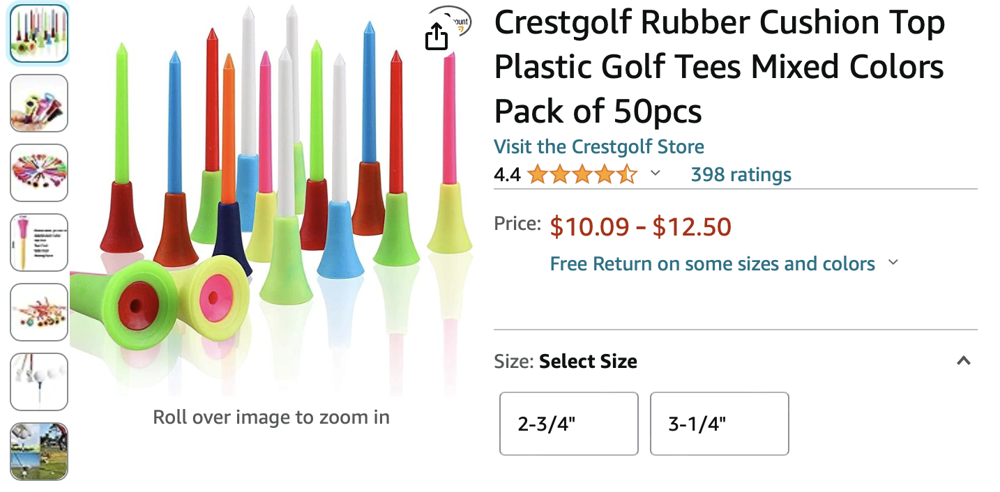 ount
Crestgolf Rubber Cushion Top
Plastic Golf Tees Mixed Colors
Pack of 50pcs
Visit the Crestgolf Store
4.4 398 ratings
Price: $10.09 - $12.50
Free Return on some sizes and colors
Size: Select Size
2-3/4" 3-1/4"
Roll over image to zoom in